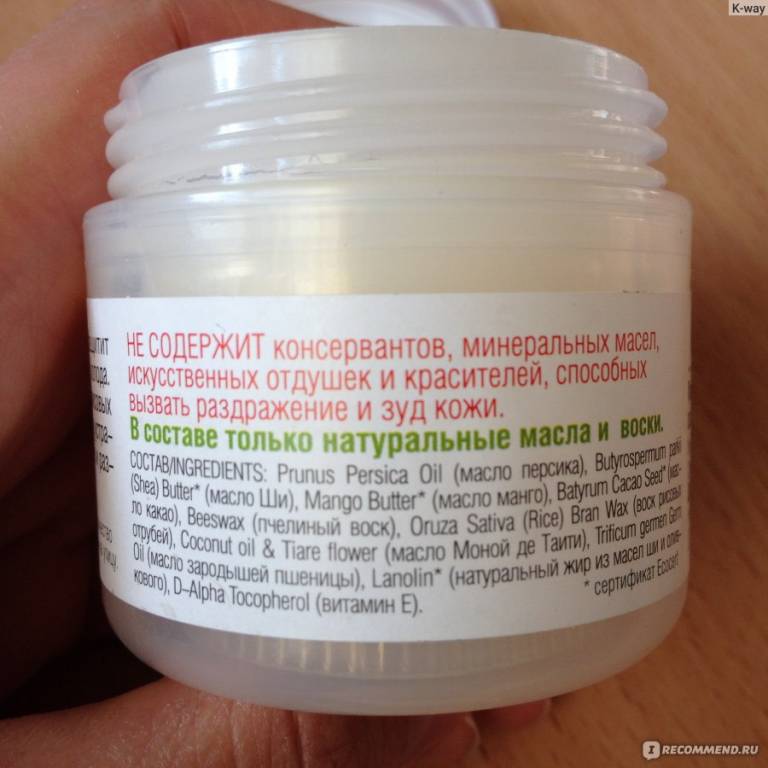 K-way
НЕ СОДЕРЖИТ консервантов, минеральных масел,
искусственных отдушек и красителей, способных
вызвать раздражение и зуд кожи.
В составе только натуральные масла и воски.
СОСТАВ/INGREDIENTS: Prunus Persica Oil (масло персика), Butyrospermum parkii
(Shea) Butter* (масло Ши), Mango Butter* (масло манго), Batyrum Cacao Seed* (мас-
ло какао), Beeswax (пчелиный воск), Oruza Sativa (Rice) Bran Wax (воск рисовых
отрубей), Coconut oil & Tiare flower (масло Моной де Таити), Trificum germen Germ
Oil (масло зародышей пшеницы), Lanolin* (натуральный жир из масел ши и олив-
кового), D-Alpha Tocopherol (витамин Е).
* сертификат Ecocert
I RECOMMEND.RU